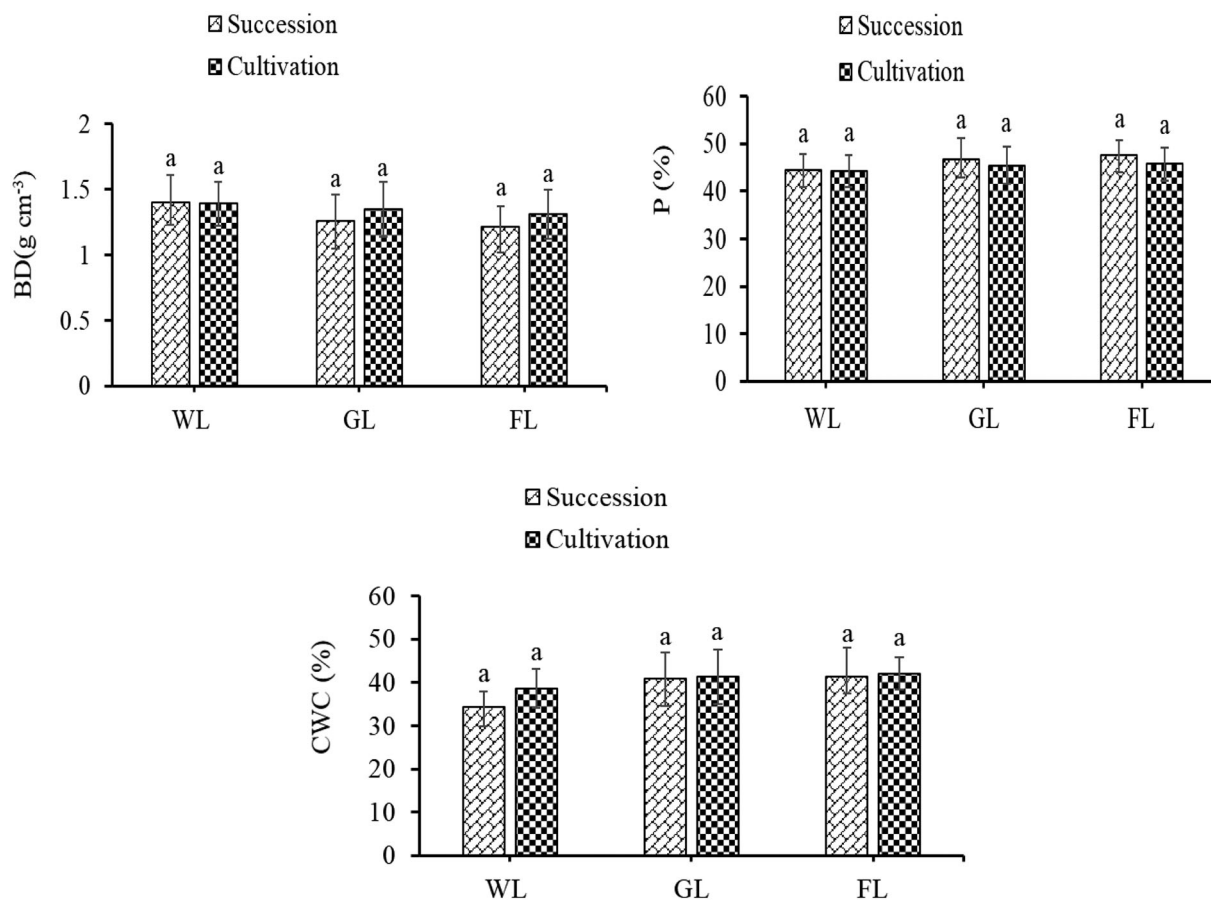 Succession
Cultivation
BD(g cm⁻³)
2
1.5
1
0.5
0
a a a a a a
WL GL FL
Succession
Cultivation
P (%)
60
50
40
30
20
10
0
a a a a a a
WL GL FL
Succession
Cultivation
CWC (%)
60
50
40
30
20
10
0
a a a a a a
WL GL FL